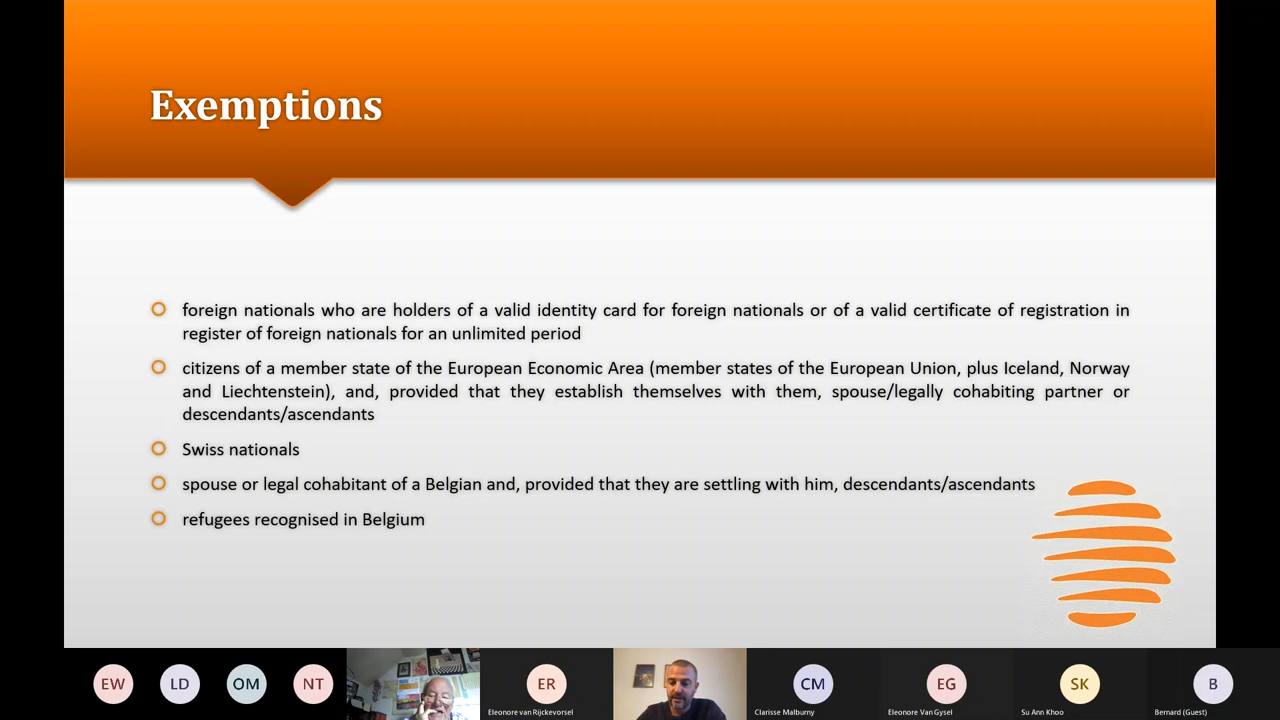 Exemptions
foreign nationals who are holders of a valid identity card for foreign nationals or of a valid certificate of registration in
register of foreign nationals for an unlimited period
citizens of a member state of the European Economic Area (member states of the European Union, plus Iceland, Norway
and Liechtenstein), and, provided that they establish themselves with them, spouse/legally cohabiting partner or
descendants/ascendants
Swiss nationals
spouse or legal cohabitant of a Belgian and, provided that they are settling with him, descendants/ascendants
refugees recognised in Belgium
EW LD OM NT ER CM EG SK B
Eleonore van Rijckevorsel Clarisse Malburny Eleonore Van Gysel Su Ann Khoo Bernard (Guest)